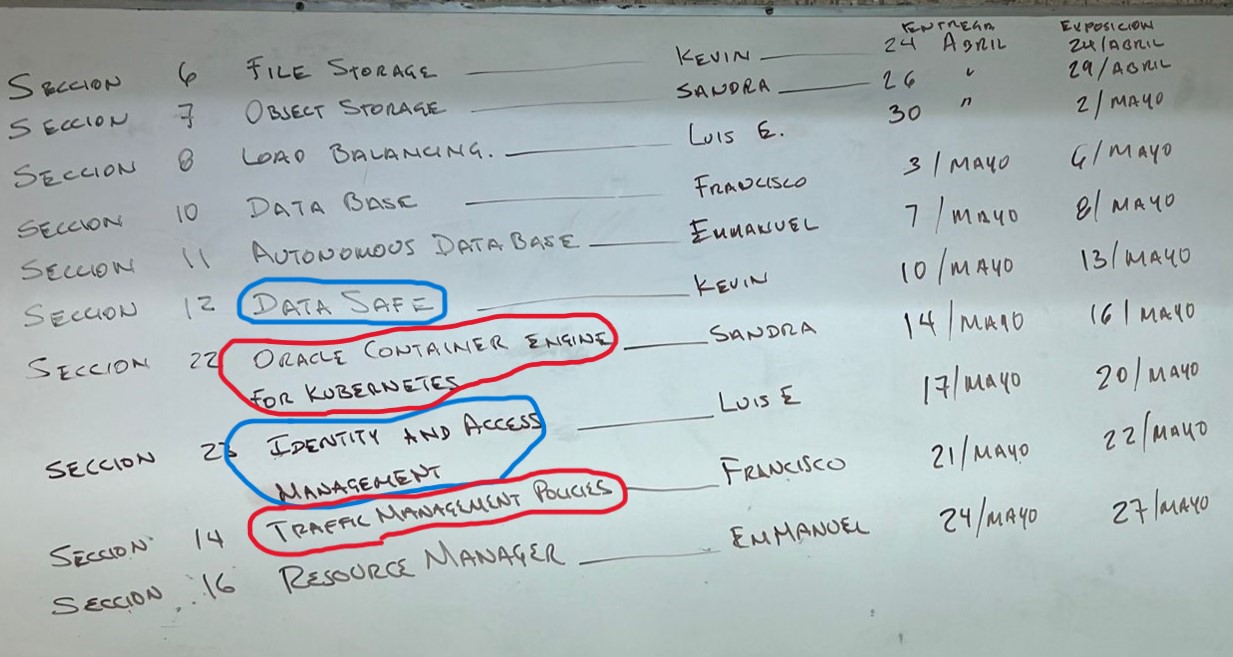 ENTREGA EXPOSICION
SECCION 6 FILE STORAGE KEVIN 24 ABRIL 24/ABRIL
SECCION 7 OBJECT STORAGE SANDRA 26 " 29/ABRIL
SECCION 8 LOAD BALANCING. LUIS E. 30 " 2/MAYO
SECCION 10 DATA BASE FRANCISCO 3/MAYO 6/MAYO
SECCION 11 AUTONOMOUS DATABASE EMMANUEL 7/MAYO 8/MAYO
SECCION 12 DATA SAFE KEVIN 10/MAYO 13/MAYO
SECCION 22 ORACLE CONTAINER ENGINE SANDRA 14/MAYO 16/MAYO
FOR KUBERNETES
SECCION 23 IDENTITY AND ACCESS LUIS E 17/MAYO 20/MAYO
MANAGEMENT
SECCION 14 TRAFFIC MANAGEMENT POLICIES FRANCISCO 21/MAYO 22/MAYO
SECCION 16 RESOURCE MANAGER EMMANUEL 24/MAYO 27/MAYO